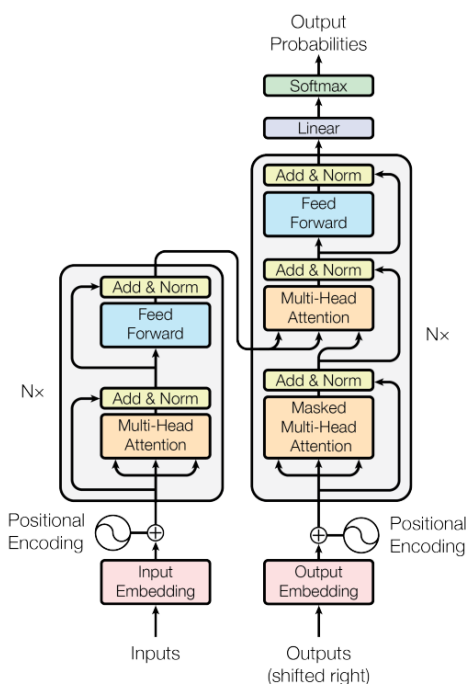 Output
Probabilities
Softmax
Linear
Add & Norm
Feed
Forward
Add & Norm
Multi-Head
Attention
Add & Norm
Masked
Multi-Head
Attention
N×
Add & Norm
Feed
Forward
Add & Norm
Multi-Head
Attention
N×
Positional
Encoding
Positional
Encoding
Input
Embedding
Output
Embedding
Inputs
Outputs
(shifted right)